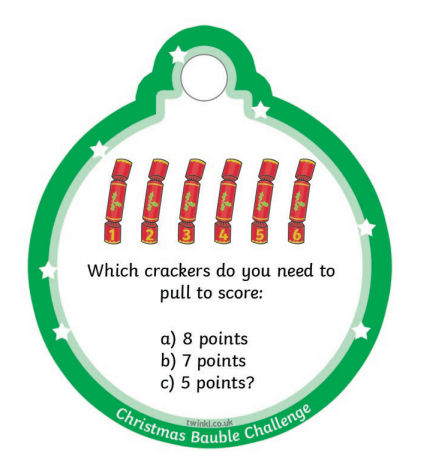 1 2 3 4 5 6
Which crackers do you need to
pull to score:
a) 8 points
b) 7 points
c) 5 points?
twinkl.co.uk
Christmas Bauble Challenge